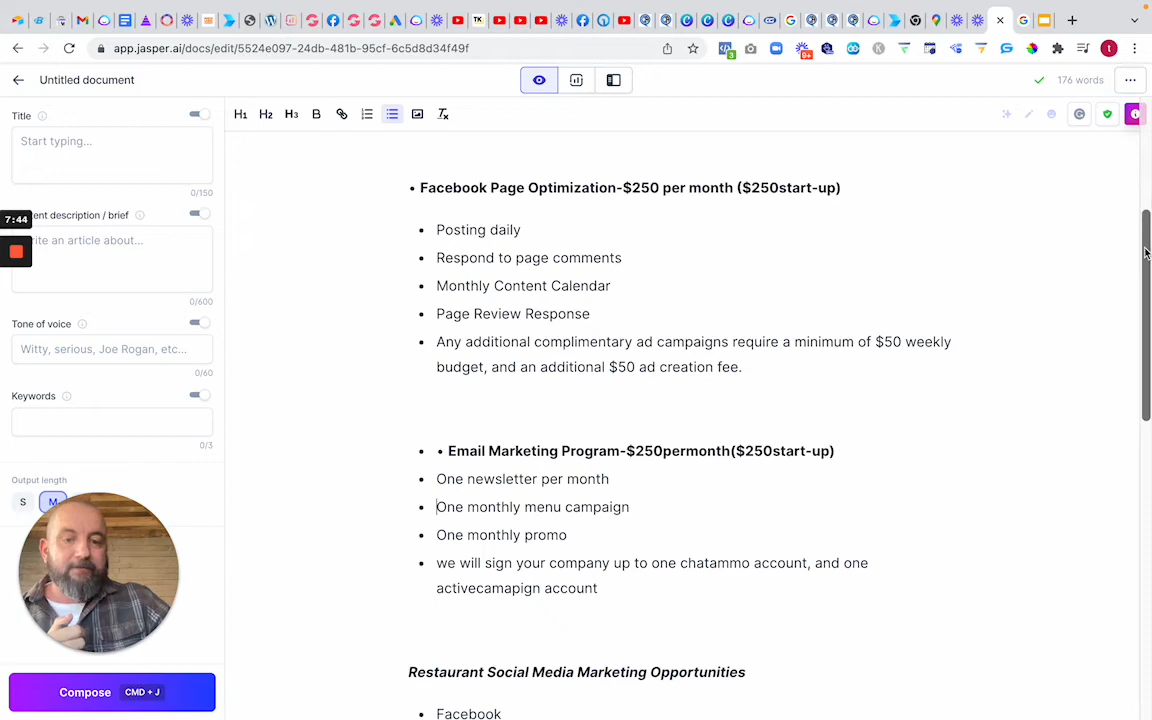 app.jasper.ai/docs/edit/5524e097-24db-481b-95cf-6c5d8d34f49f
Untitled document
176 words
Title
Start typing...
0/150
H1 H2 H3 B
7:44
tent description / brief
rite an article about...
0/600
Tone of voice
Witty, serious, Joe Rogan, etc...
0/60
Keywords
0/3
Output length
S M
Compose CMD + J
• Facebook Page Optimization-$250 per month ($250start-up)
• Posting daily
• Respond to page comments
• Monthly Content Calendar
• Page Review Response
• Any additional complimentary ad campaigns require a minimum of $50 weekly
budget, and an additional $50 ad creation fee.
• • Email Marketing Program-$250permonth($250start-up)
• One newsletter per month
• One monthly menu campaign
• One monthly promo
• we will sign your company up to one chatammo account, and one
activecamapign account
Restaurant Social Media Marketing Opportunities
• Facebook